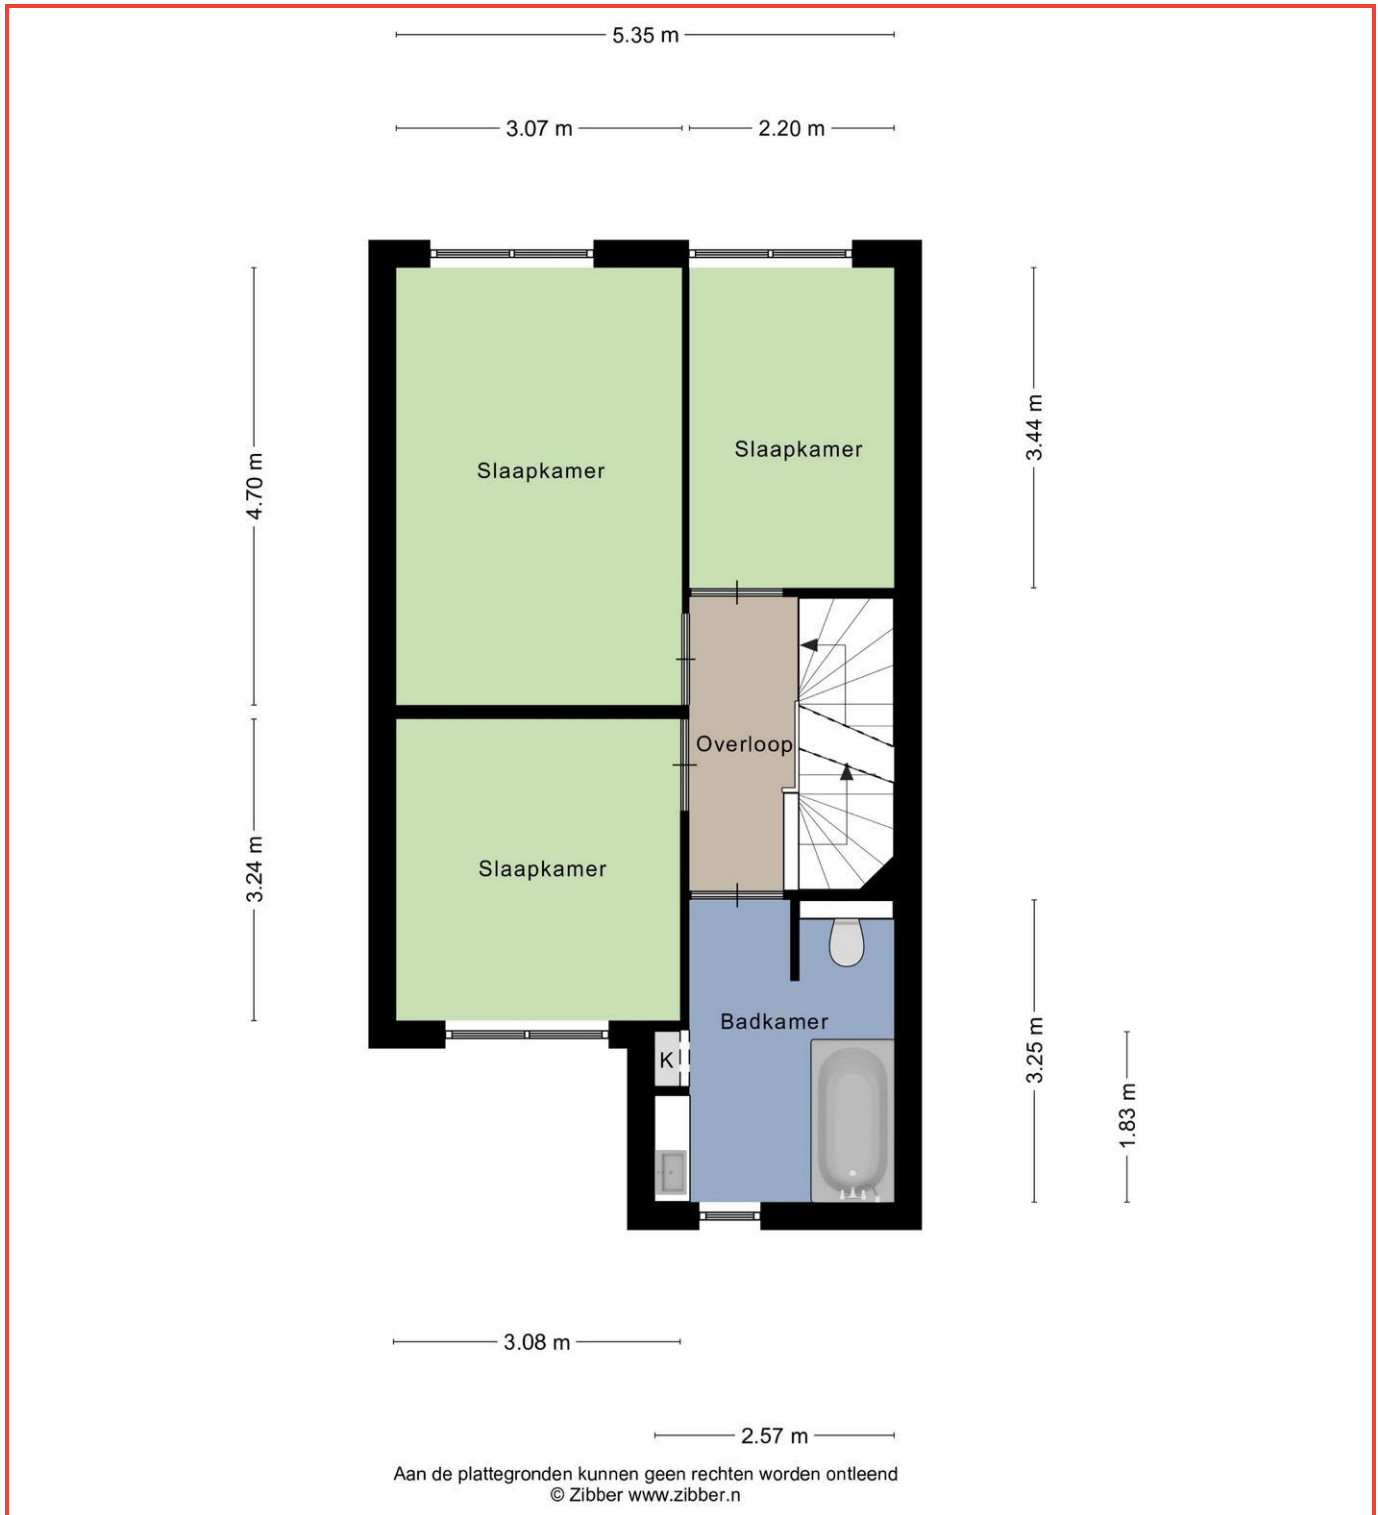 5.35 m
3.07 m
2.20 m
Slaapkamer
Slaapkamer
4.70 m
3.44 m
Overloop
Slaapkamer
3.24 m
Badkamer
K
3.25 m
1.83 m
3.08 m
2.57 m
Aan de plattegronden kunnen geen rechten worden ontleend
© Zibber www.zibber.n